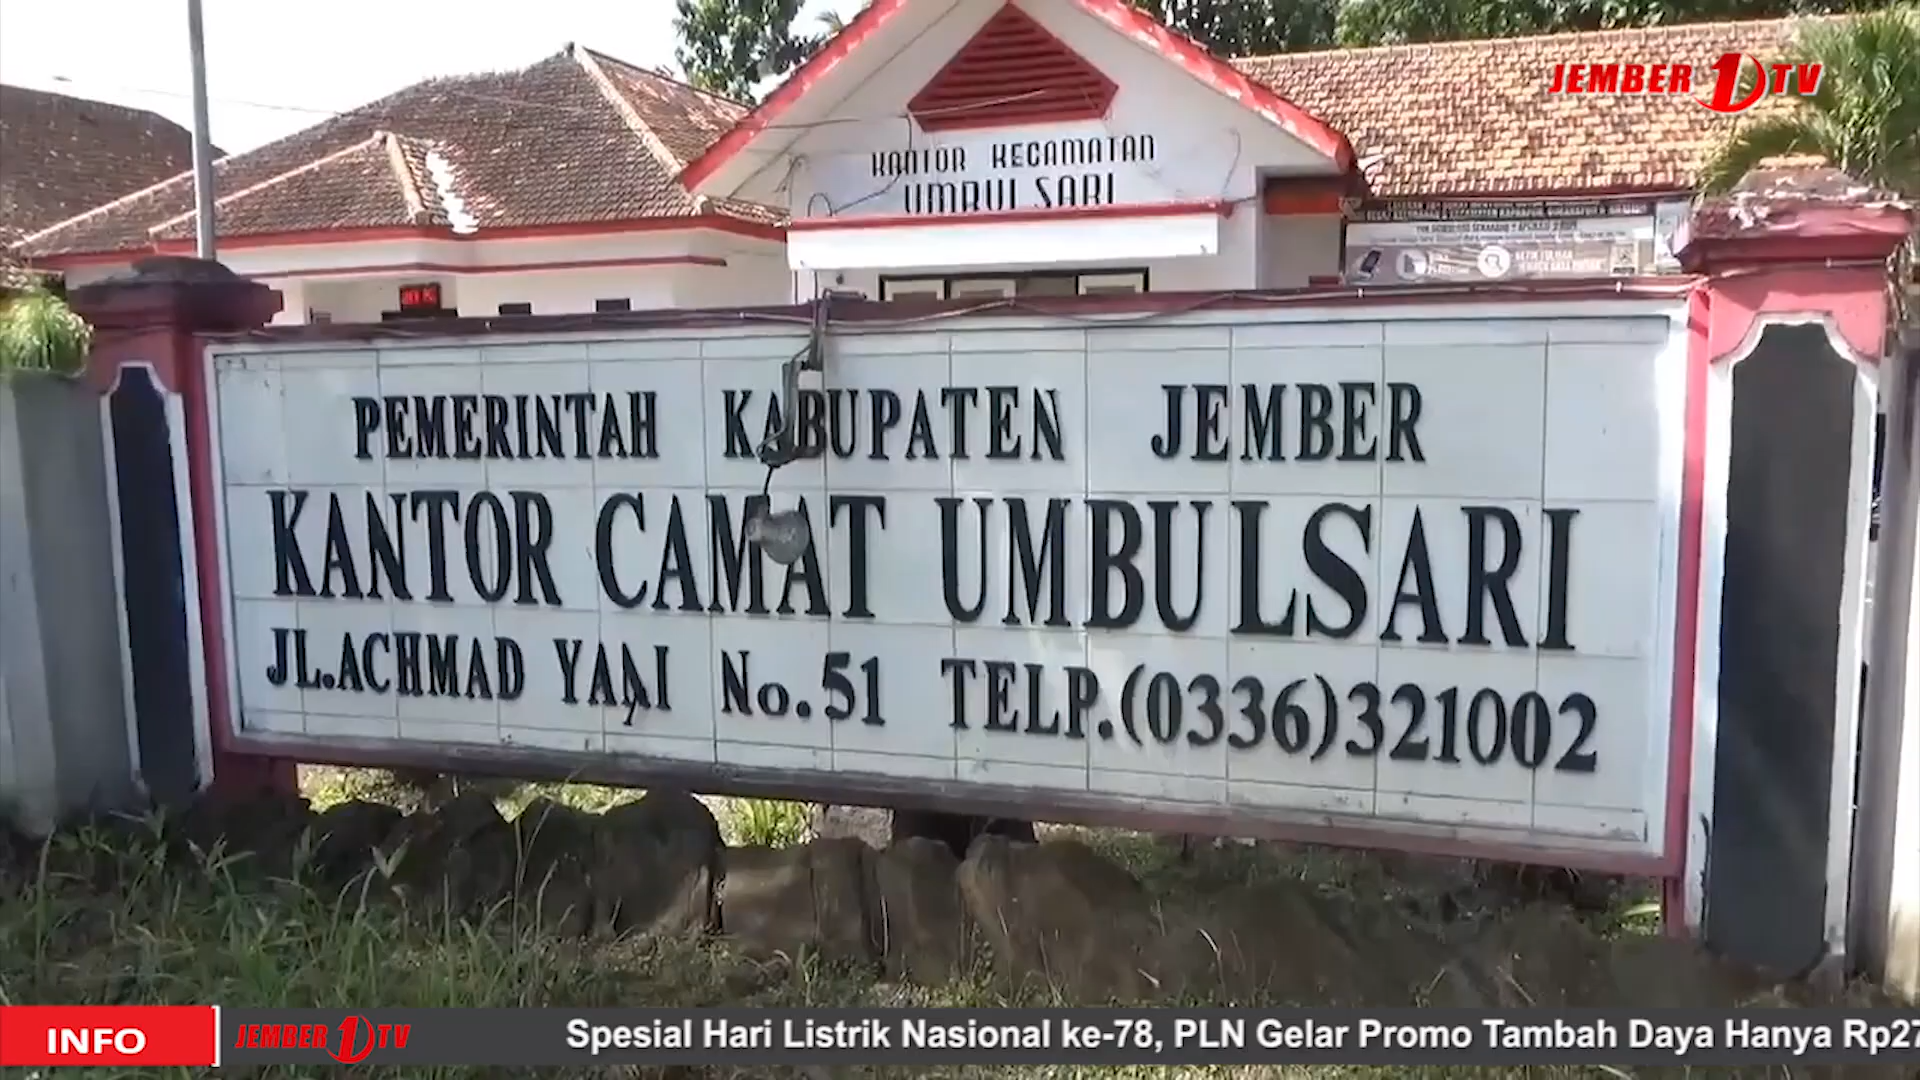 JEMBER 1 TV
KANTOR KECAMATAN
UMBULSARI
PEMERINTAH KABUPATEN JEMBER
KANTOR CAMAT UMBULSARI
JL.ACHMAD YANI No.51 TELP.(0336)321002
INFO
JEMBER 1 TV
Spesial Hari Listrik Nasional ke-78, PLN Gelar Promo Tambah Daya Hanya Rp27